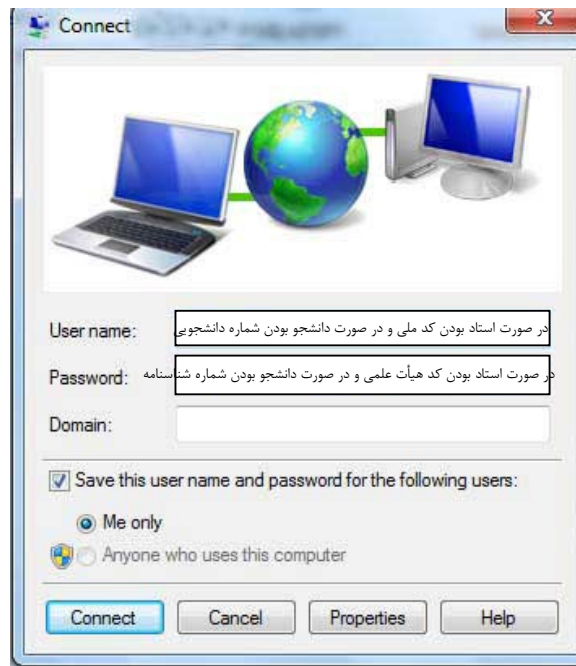 Connect
User name:
در صورت استاد بودن کد ملی و در صورت دانشجو بودن شماره دانشجویی
Password:
در صورت استاد بودن کد هیأت علمی و در صورت دانشجو بودن شماره شناسنامه
Domain:
Save this user name and password for the following users:
Me only
Anyone who uses this computer
Connect Cancel Properties Help